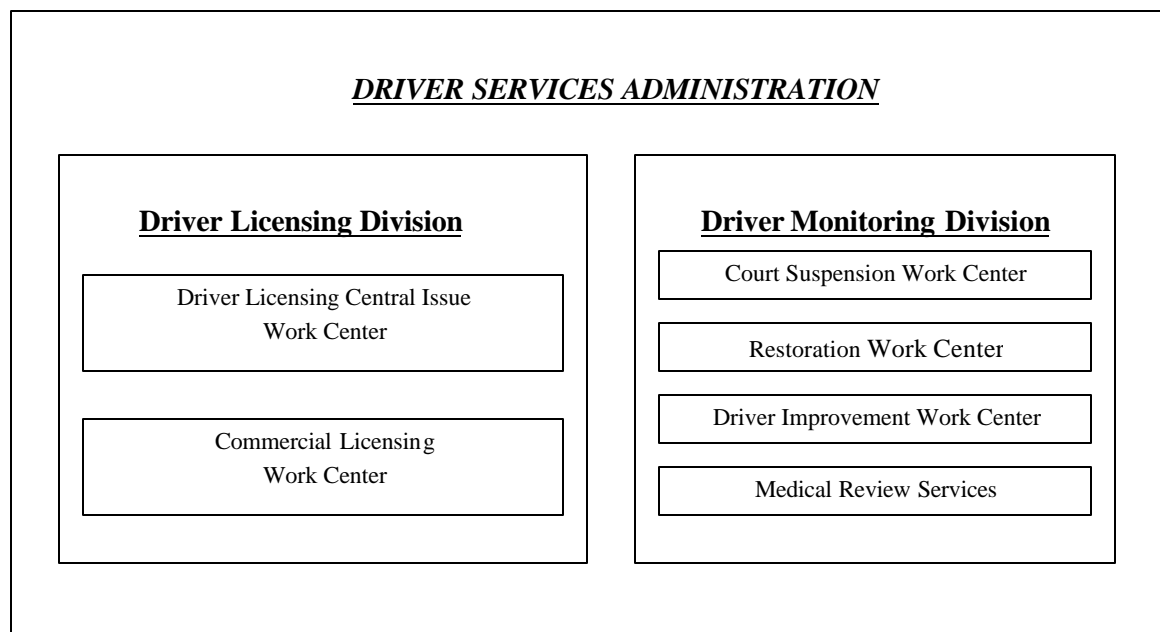 DRIVER SERVICES ADMINISTRATION
Driver Licensing Division
Driver Licensing Central Issue
Work Center
Commercial Licensing
Work Center
Driver Monitoring Division
Court Suspension Work Center
Restoration Work Center
Driver Improvement Work Center
Medical Review Services